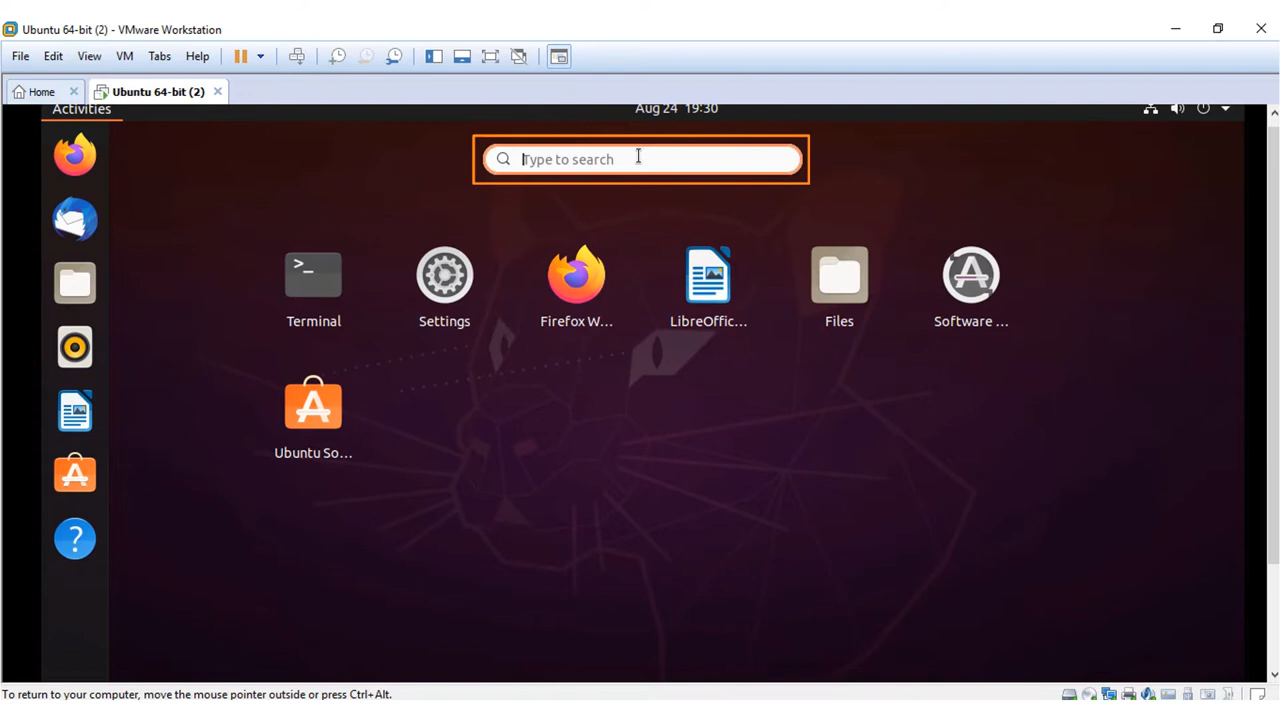 Ubuntu 64-bit (2) - VMware Workstation
File Edit View VM Tabs Help
Home Ubuntu 64-bit (2)
Activities Aug 24 19:30
Type to search
Terminal Settings Firefox W... LibreOffic... Files Software ...
Ubuntu So...
To return to your computer, move the mouse pointer outside or press Ctrl+Alt.